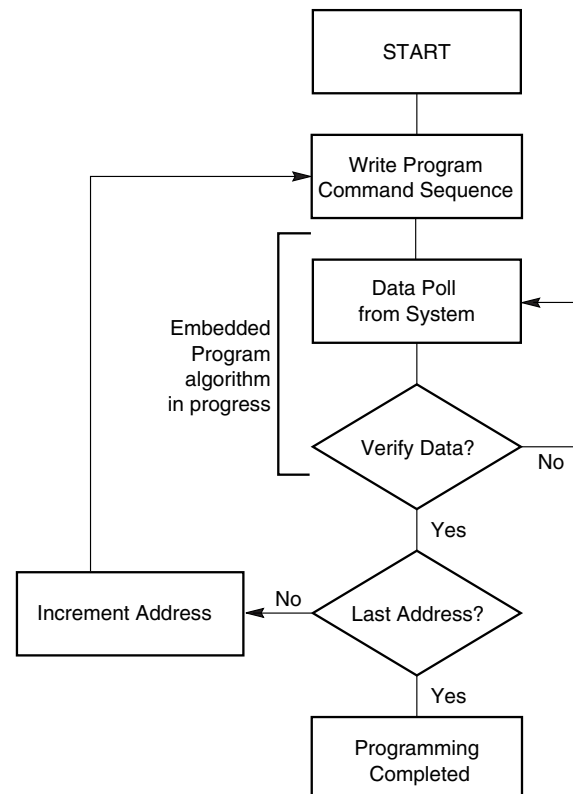 START
Write Program
Command Sequence
Data Poll
from System
Embedded
Program
algorithm
in progress
Verify Data?
No
Yes
Increment Address
No
Last Address?
Yes
Programming
Completed